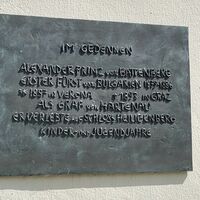 IM GEDENKEN
ALEXANDER PRINZ VON BATTENBERG
ERSTER FÜRST VON BULGARIEN 1879-1886
* 1857 IN VERONA † 1893 IN GRAZ
ALS GRAF VON HARTENAU
ER VERLEBTE AUF SCHLOSS HEILIGENBERG
KINDER- UND JUGENDJAHRE